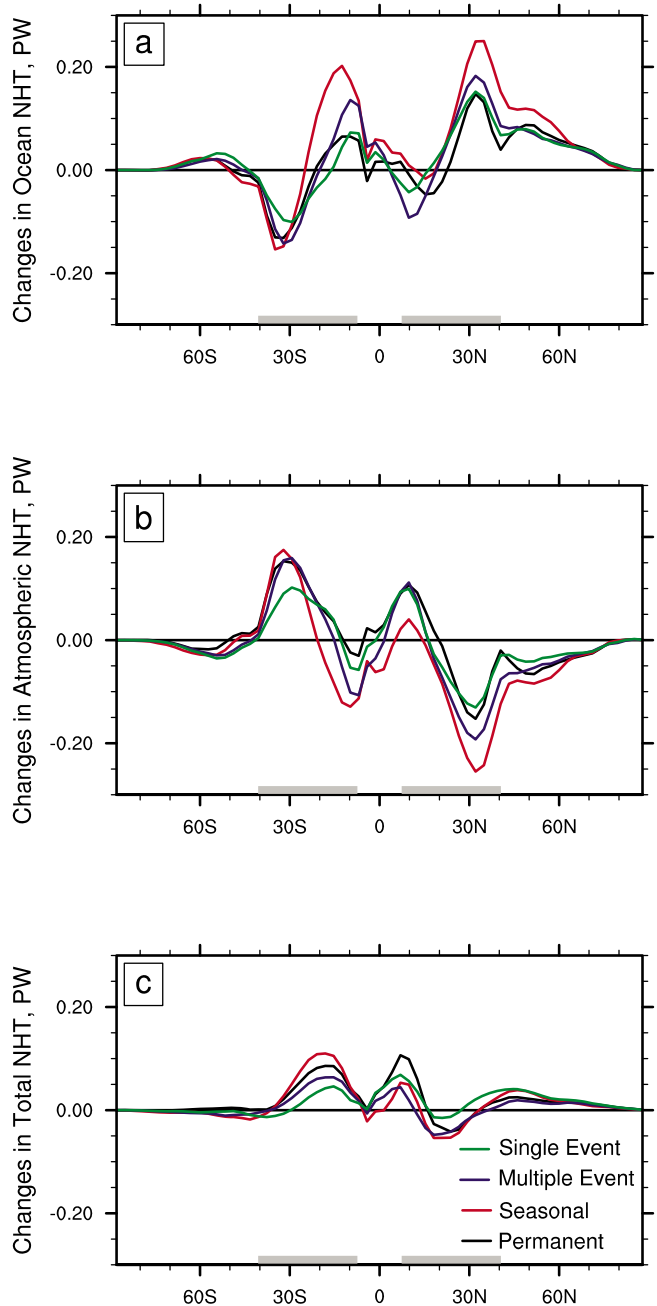 a
Changes in Ocean NHT, PW
0.20
0.00
-0.20
60S 30S 0 30N 60N
b
Changes in Atmospheric NHT, PW
0.20
0.00
-0.20
60S 30S 0 30N 60N
c
Changes in Total NHT, PW
0.20
0.00
-0.20
Single Event
Multiple Event
Seasonal
Permanent
60S 30S 0 30N 60N